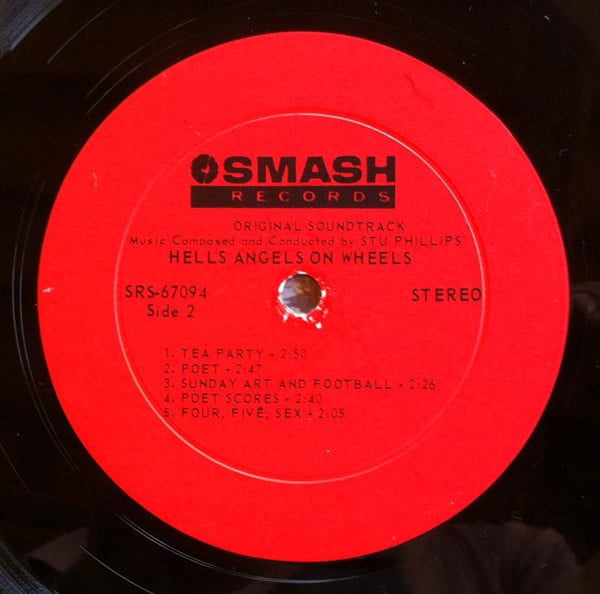 SMASH
RECORDS
ORIGINAL SOUNDTRACK
Music Composed and Conducted by STU PHILLIPS
HELLS ANGELS ON WHEELS
SRS-67094 STEREO
Side 2
1. TEA PARTY - 2:50
2. POET - 2:47
3. SUNDAY ART AND FOOTBALL - 2:26
4. POET SCORES - 2:40
5. FOUR, FIVE, SEX - 2:05